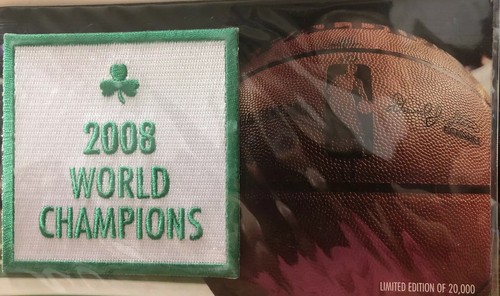 2008
WORLD
CHAMPIONS
LIMITED EDITION OF 20,000